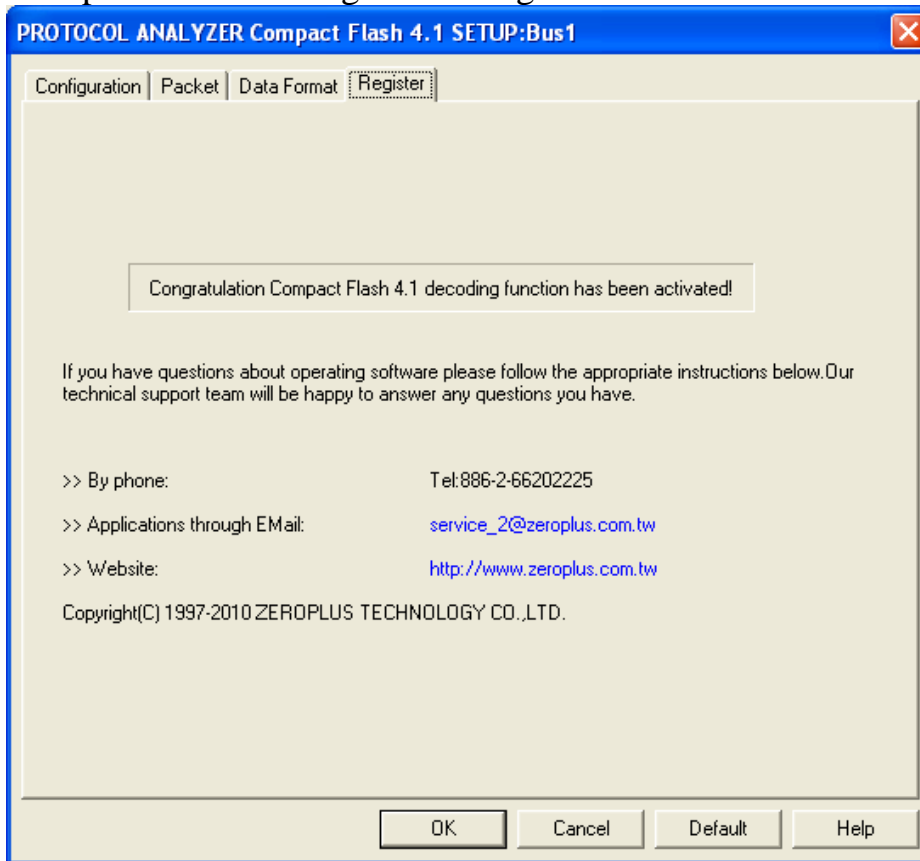 PROTOCOL ANALYZER Compact Flash 4.1 SETUP:Bus1
Configuration Packet Data Format Register
Congratulation Compact Flash 4.1 decoding function has been activated!
If you have questions about operating software please follow the appropriate instructions below.Our
technical support team will be happy to answer any questions you have.
>> By phone: Tel:886-2-66202225
>> Applications through EMail: service_2@zeroplus.com.tw
>> Website: http://www.zeroplus.com.tw
Copyright(C) 1997-2010 ZEROPLUS TECHNOLOGY CO.,LTD.
OK Cancel Default Help